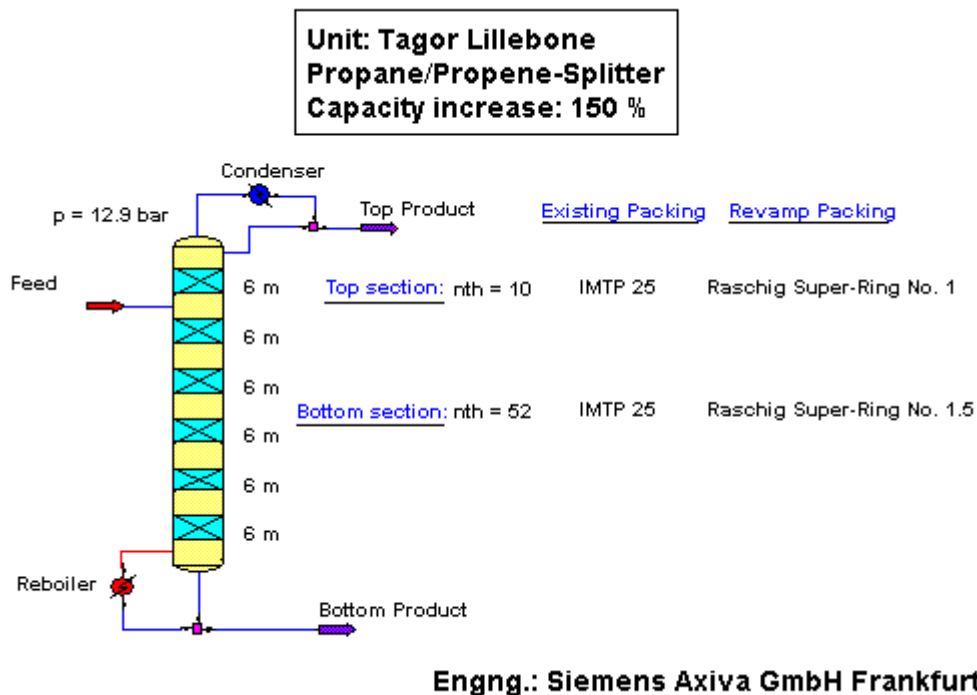 Unit: Tagor Lillebone
Propane/Propene-Splitter
Capacity increase: 150 %
Condenser
p = 12.9 bar
Top Product
Existing Packing Revamp Packing
Feed
6 m
Top section: nth = 10 IMTP 25 Raschig Super-Ring No. 1
6 m
6 m
Bottom section: nth = 52 IMTP 25 Raschig Super-Ring No. 1.5
6 m
6 m
6 m
Reboiler
Bottom Product
Engng.: Siemens Axiva GmbH Frankfurt